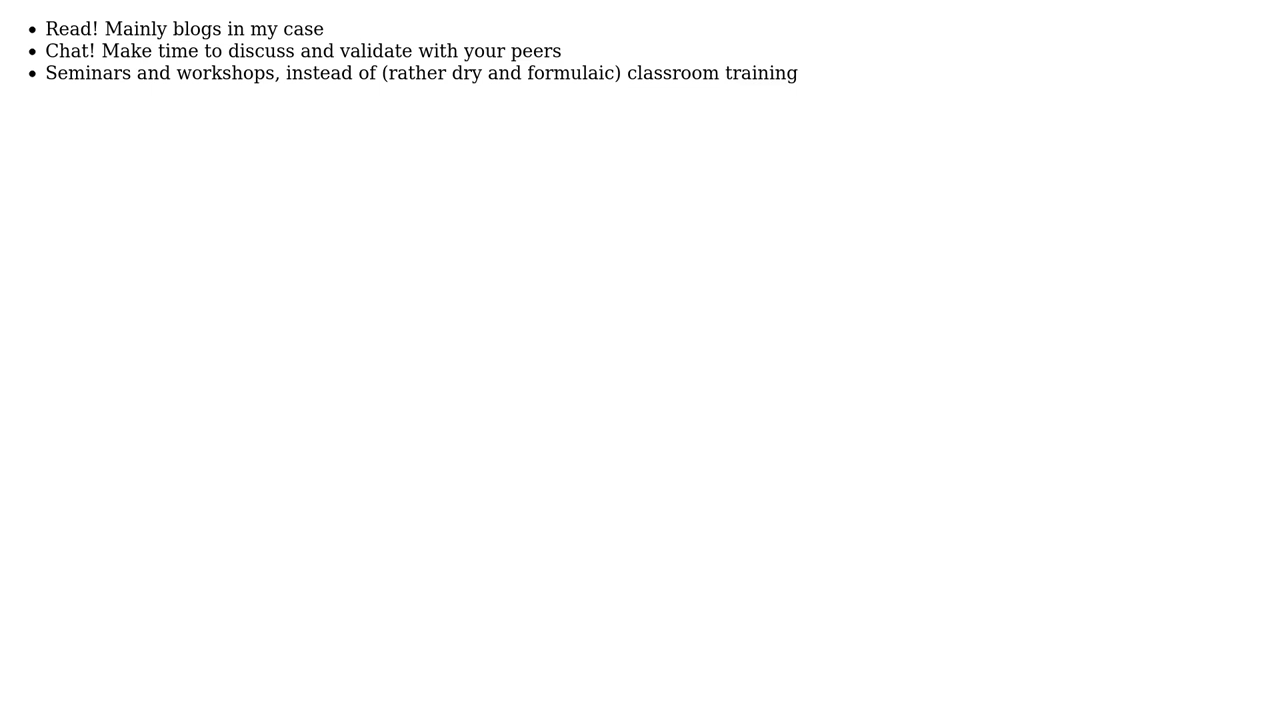 • Read! Mainly blogs in my case
• Chat! Make time to discuss and validate with your peers
• Seminars and workshops, instead of (rather dry and formulaic) classroom training